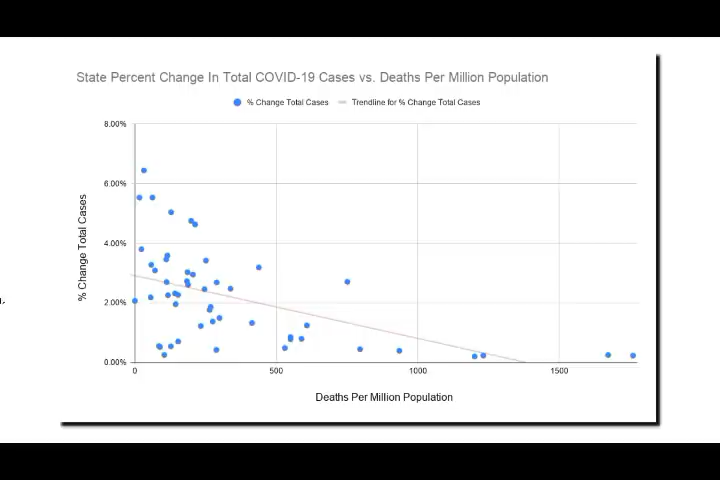 State Percent Change In Total COVID-19 Cases vs. Deaths Per Million Population
% Change Total Cases Trendline for % Change Total Cases
8.00%
6.00%
4.00%
2.00%
0.00%
% Change Total Cases
0 500 1000 1500
Deaths Per Million Population